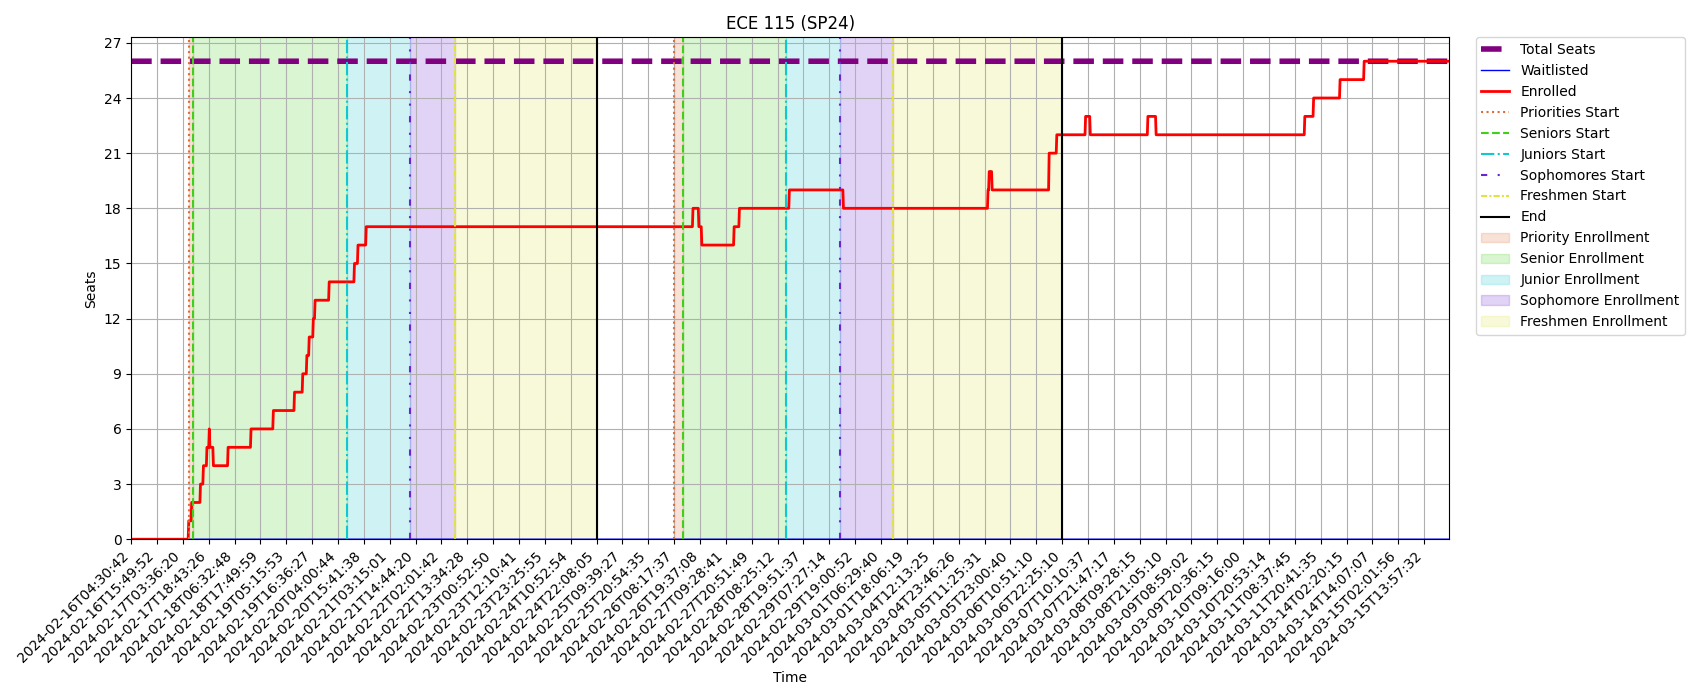 ECE 115 (SP24)
27
24
21
18
15
12
9
6
3
0
Seats
2024-02-16T04:30:42
2024-02-16T15:49:52
2024-02-17T03:36:20
2024-02-17T18:43:26
2024-02-18T06:32:48
2024-02-18T17:49:59
2024-02-19T05:15:53
2024-02-19T16:36:27
2024-02-20T04:00:44
2024-02-20T15:41:38
2024-02-21T03:15:01
2024-02-21T14:44:20
2024-02-22T02:01:42
2024-02-22T13:34:28
2024-02-23T00:52:50
2024-02-23T12:10:41
2024-02-23T23:25:55
2024-02-24T10:52:54
2024-02-24T22:08:05
2024-02-25T09:39:27
2024-02-25T20:54:35
2024-02-26T08:17:37
2024-02-26T19:37:08
2024-02-27T09:28:41
2024-02-27T20:51:49
2024-02-28T08:25:12
2024-02-28T19:51:37
2024-02-29T07:27:14
2024-02-29T19:00:52
2024-03-01T06:29:40
2024-03-01T18:06:19
2024-03-04T12:13:25
2024-03-04T23:46:26
2024-03-05T11:25:31
2024-03-05T23:00:40
2024-03-06T10:51:10
2024-03-06T22:25:10
2024-03-07T10:10:37
2024-03-07T21:47:17
2024-03-08T09:28:15
2024-03-08T21:05:10
2024-03-09T08:59:02
2024-03-09T20:36:15
2024-03-10T09:16:00
2024-03-10T20:53:14
2024-03-11T08:37:45
2024-03-11T20:41:35
2024-03-14T02:20:15
2024-03-14T14:07:07
2024-03-15T02:01:56
2024-03-15T13:57:32
Time
Total Seats
Waitlisted
Enrolled
Priorities Start
Seniors Start
Juniors Start
Sophomores Start
Freshmen Start
End
Priority Enrollment
Senior Enrollment
Junior Enrollment
Sophomore Enrollment
Freshmen Enrollment